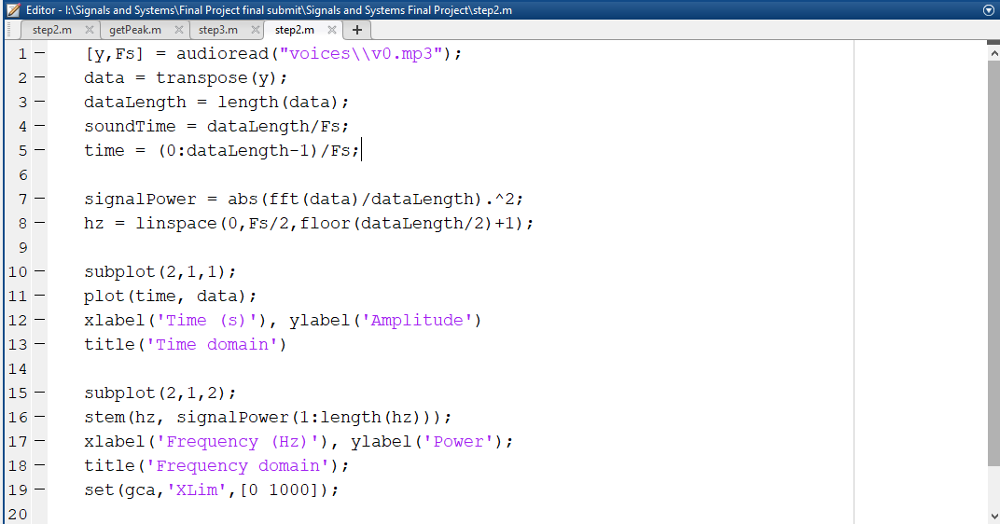 Editor - I:\Signals and Systems\Final Project final submit\Signals and Systems Final Project\step2.m
step2.m × getPeak.m × step3.m × step2.m × +
1 – [y,Fs] = audioread("voices\\v0.mp3");
2 – data = transpose(y);
3 – dataLength = length(data);
4 – soundTime = dataLength/Fs;
5 – time = (0:dataLength-1)/Fs;
6
7 – signalPower = abs(fft(data)/dataLength).^2;
8 – hz = linspace(0,Fs/2,floor(dataLength/2)+1);
9
10 – subplot(2,1,1);
11 – plot(time, data);
12 – xlabel('Time (s)'), ylabel('Amplitude')
13 – title('Time domain')
14
15 – subplot(2,1,2);
16 – stem(hz, signalPower(1:length(hz)));
17 – xlabel('Frequency (Hz)'), ylabel('Power');
18 – title('Frequency domain');
19 – set(gca,'XLim',[0 1000]);
20